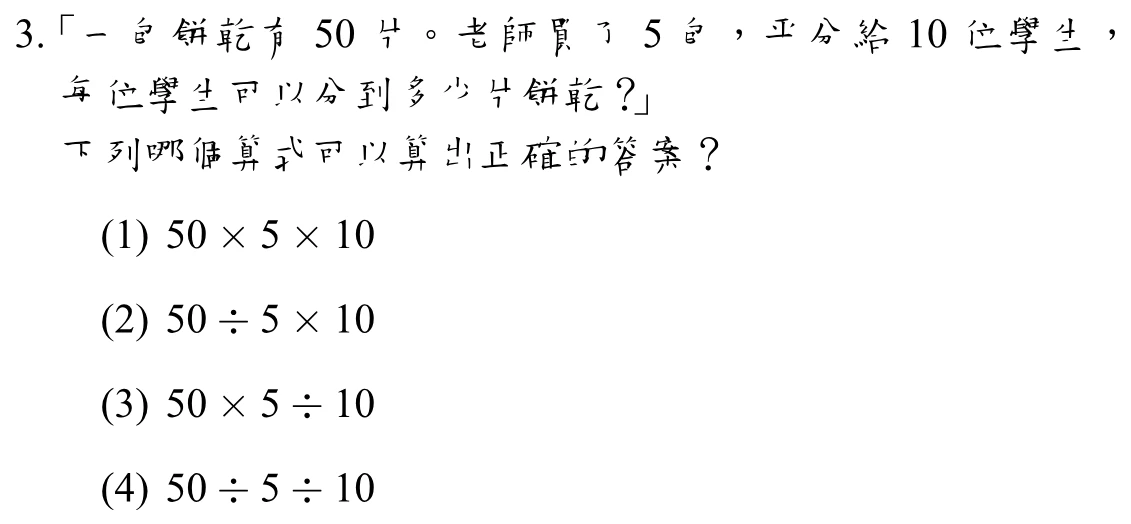 3.「一包餅乾有 50 片。老師買了 5 包，平分給 10 位學生，
每位學生可以分到多少片餅乾？」
下列哪個算式可以算出正確的答案？
(1) 50 × 5 × 10
(2) 50 ÷ 5 × 10
(3) 50 × 5 ÷ 10
(4) 50 ÷ 5 ÷ 10